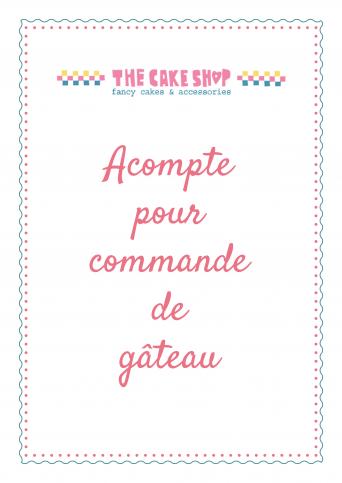 THE CAKE SHOP
fancy cakes & accessories
Acompte
pour
commande
de
gâteau